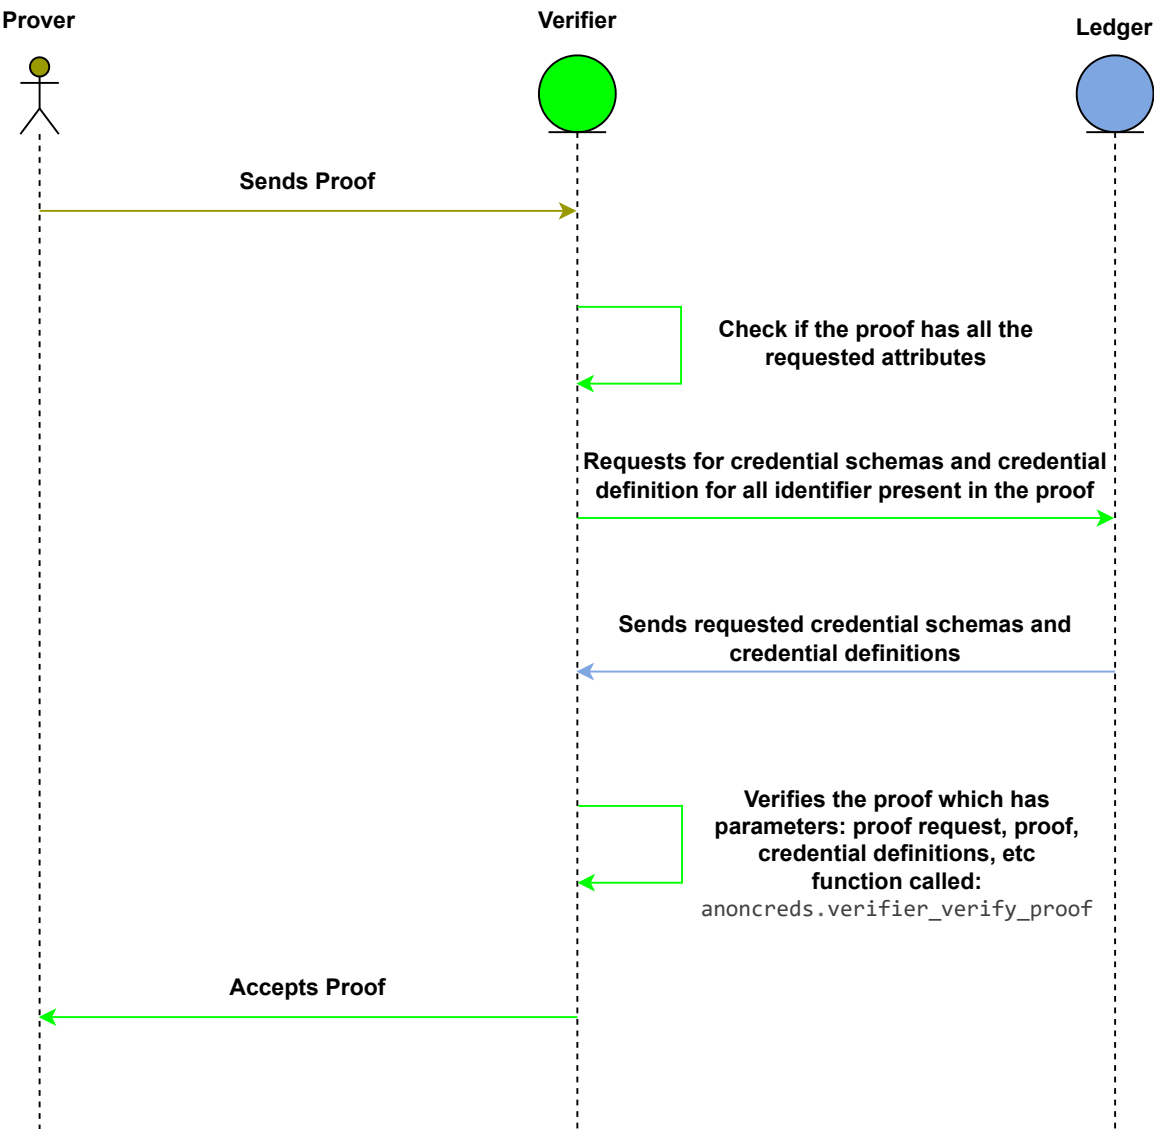 Prover
Verifier
Ledger
Sends Proof
Check if the proof has all the
requested attributes
Requests for credential schemas and credential
definition for all identifier present in the proof
Sends requested credential schemas and
credential definitions
Verifies the proof which has
parameters: proof request, proof,
credential definitions, etc
function called:
anoncreds.verifier_verify_proof
Accepts Proof